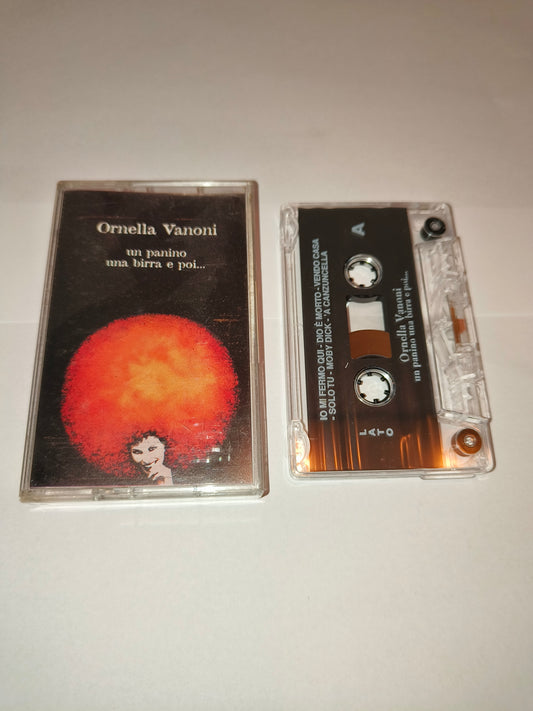 Ornella Vanoni
un panino
una birra e poi...
A
IO MI FERMO QUI - DIO È MORTO - VENDO CASA
- SOLO TU - MOBY DICK - 'A CANZUNCELLA
Ornella Vanoni
un panino una birra e poi...
LATO